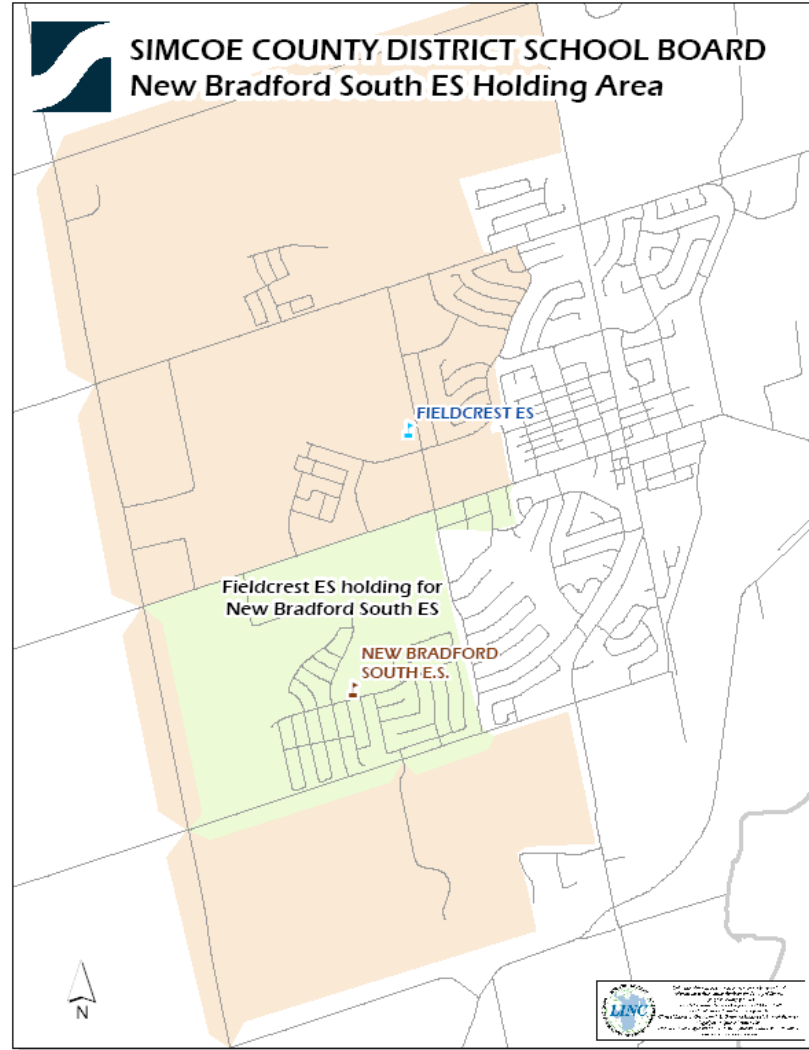 SIMCOE COUNTY DISTRICT SCHOOL BOARD
New Bradford South ES Holding Area
FIELDCREST ES
Fieldcrest ES holding for
New Bradford South ES
NEW BRADFORD
SOUTH E.S.
N
LINC